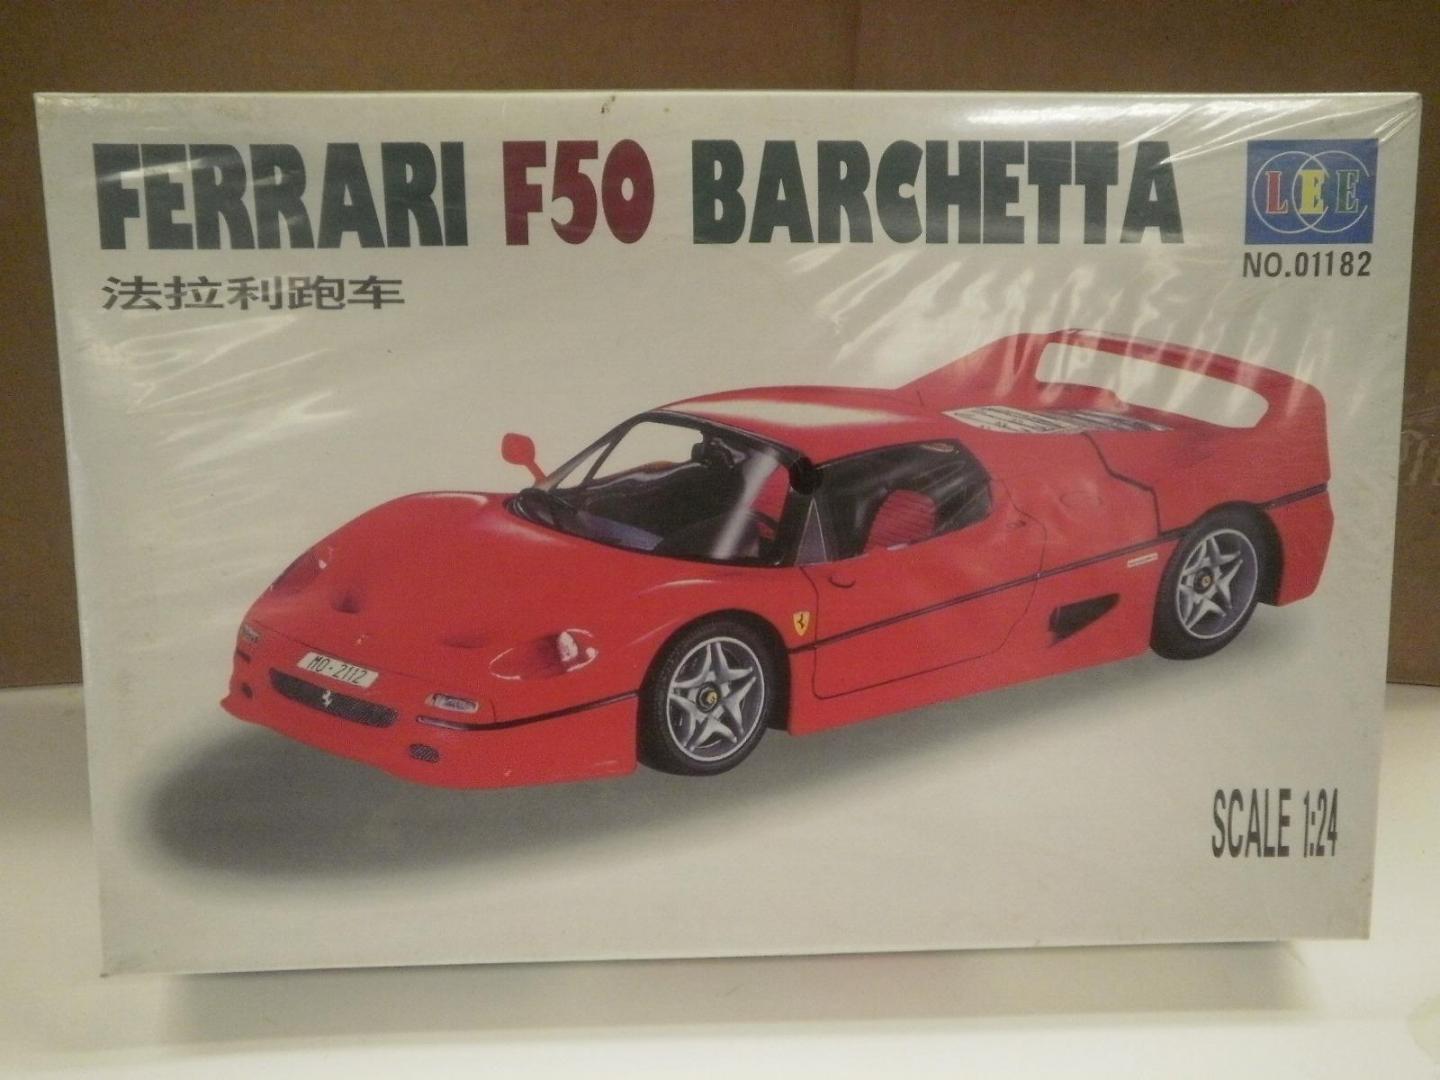 FERRARI F50 BARCHETTA
LEE
NO.01182
法拉利跑车
MO-2112
SCALE 1:24